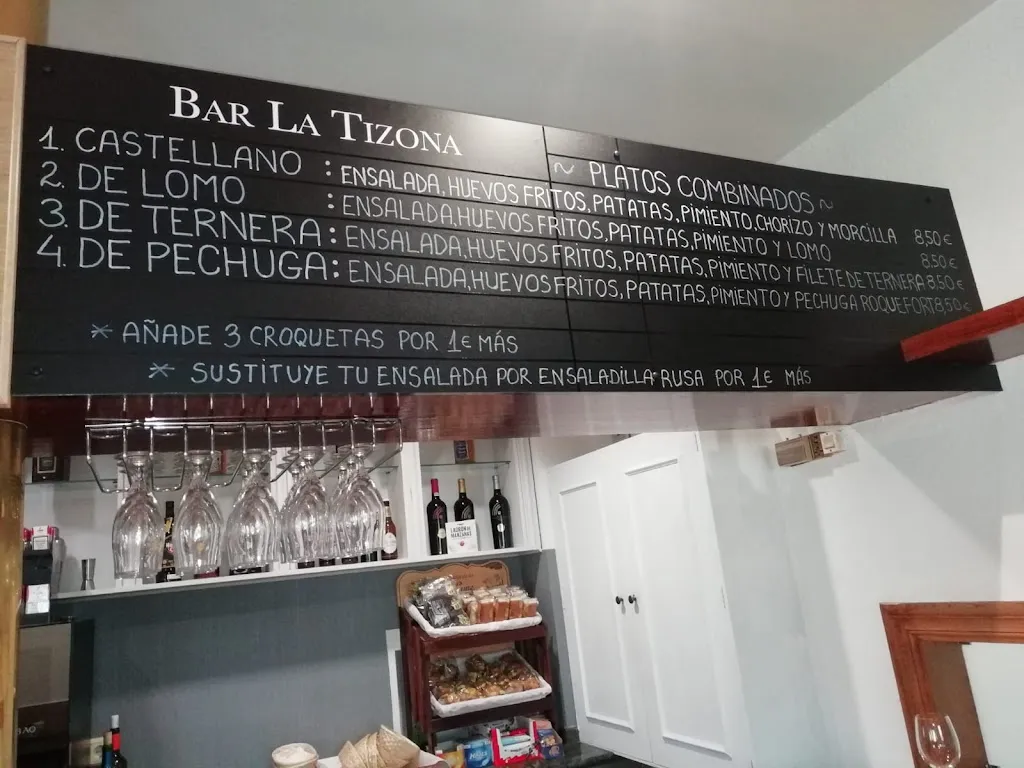 BAR LA TIZONA
~ PLATOS COMBINADOS ~
1. CASTELLANO : ENSALADA, HUEVOS FRITOS, PATATAS, PIMIENTO, CHORIZO Y MORCILLA 8,50 €
2. DE LOMO : ENSALADA, HUEVOS FRITOS, PATATAS, PIMIENTO Y LOMO 8,50 €
3. DE TERNERA : ENSALADA, HUEVOS FRITOS, PATATAS, PIMIENTO Y FILETE DE TERNERA 8,50 €
4. DE PECHUGA : ENSALADA, HUEVOS FRITOS, PATATAS, PIMIENTO Y PECHUGA ROQUEFORT 8,50 €
* AÑADE 3 CROQUETAS POR 1€ MÁS
* SUSTITUYE TU ENSALADA POR ENSALADILLA RUSA POR 1€ MÁS
LADRÓN DE
MANZANAS